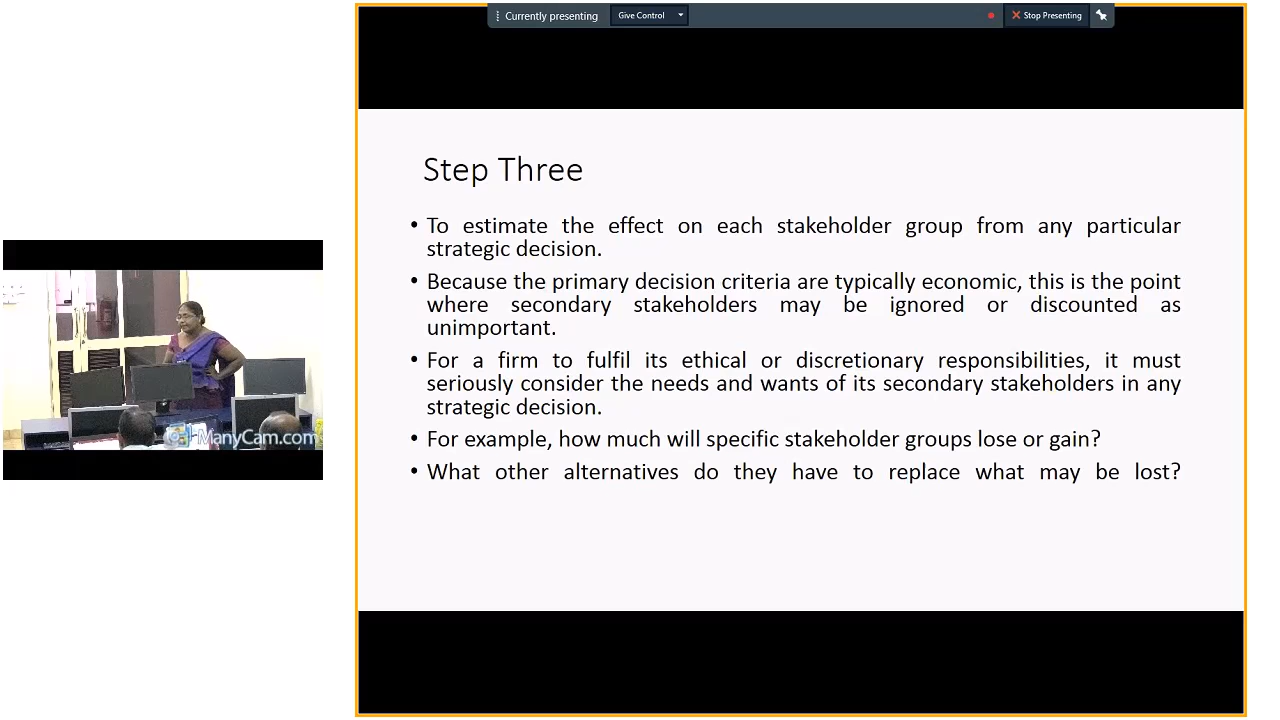 Currently presenting
Give Control
Stop Presenting
Step Three
• To estimate the effect on each stakeholder group from any particular
strategic decision.
• Because the primary decision criteria are typically economic, this is the point
where secondary stakeholders may be ignored or discounted as
unimportant.
• For a firm to fulfil its ethical or discretionary responsibilities, it must
seriously consider the needs and wants of its secondary stakeholders in any
strategic decision.
• For example, how much will specific stakeholder groups lose or gain?
• What other alternatives do they have to replace what may be lost?
ManyCam.com